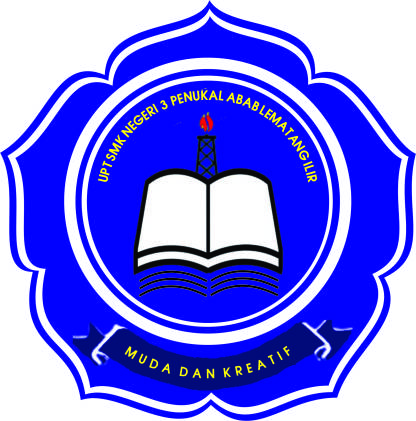 UPT SMK NEGERI 3 PENUKAL ABAB LEMATANG ILIR
MUDA DAN KREATIF